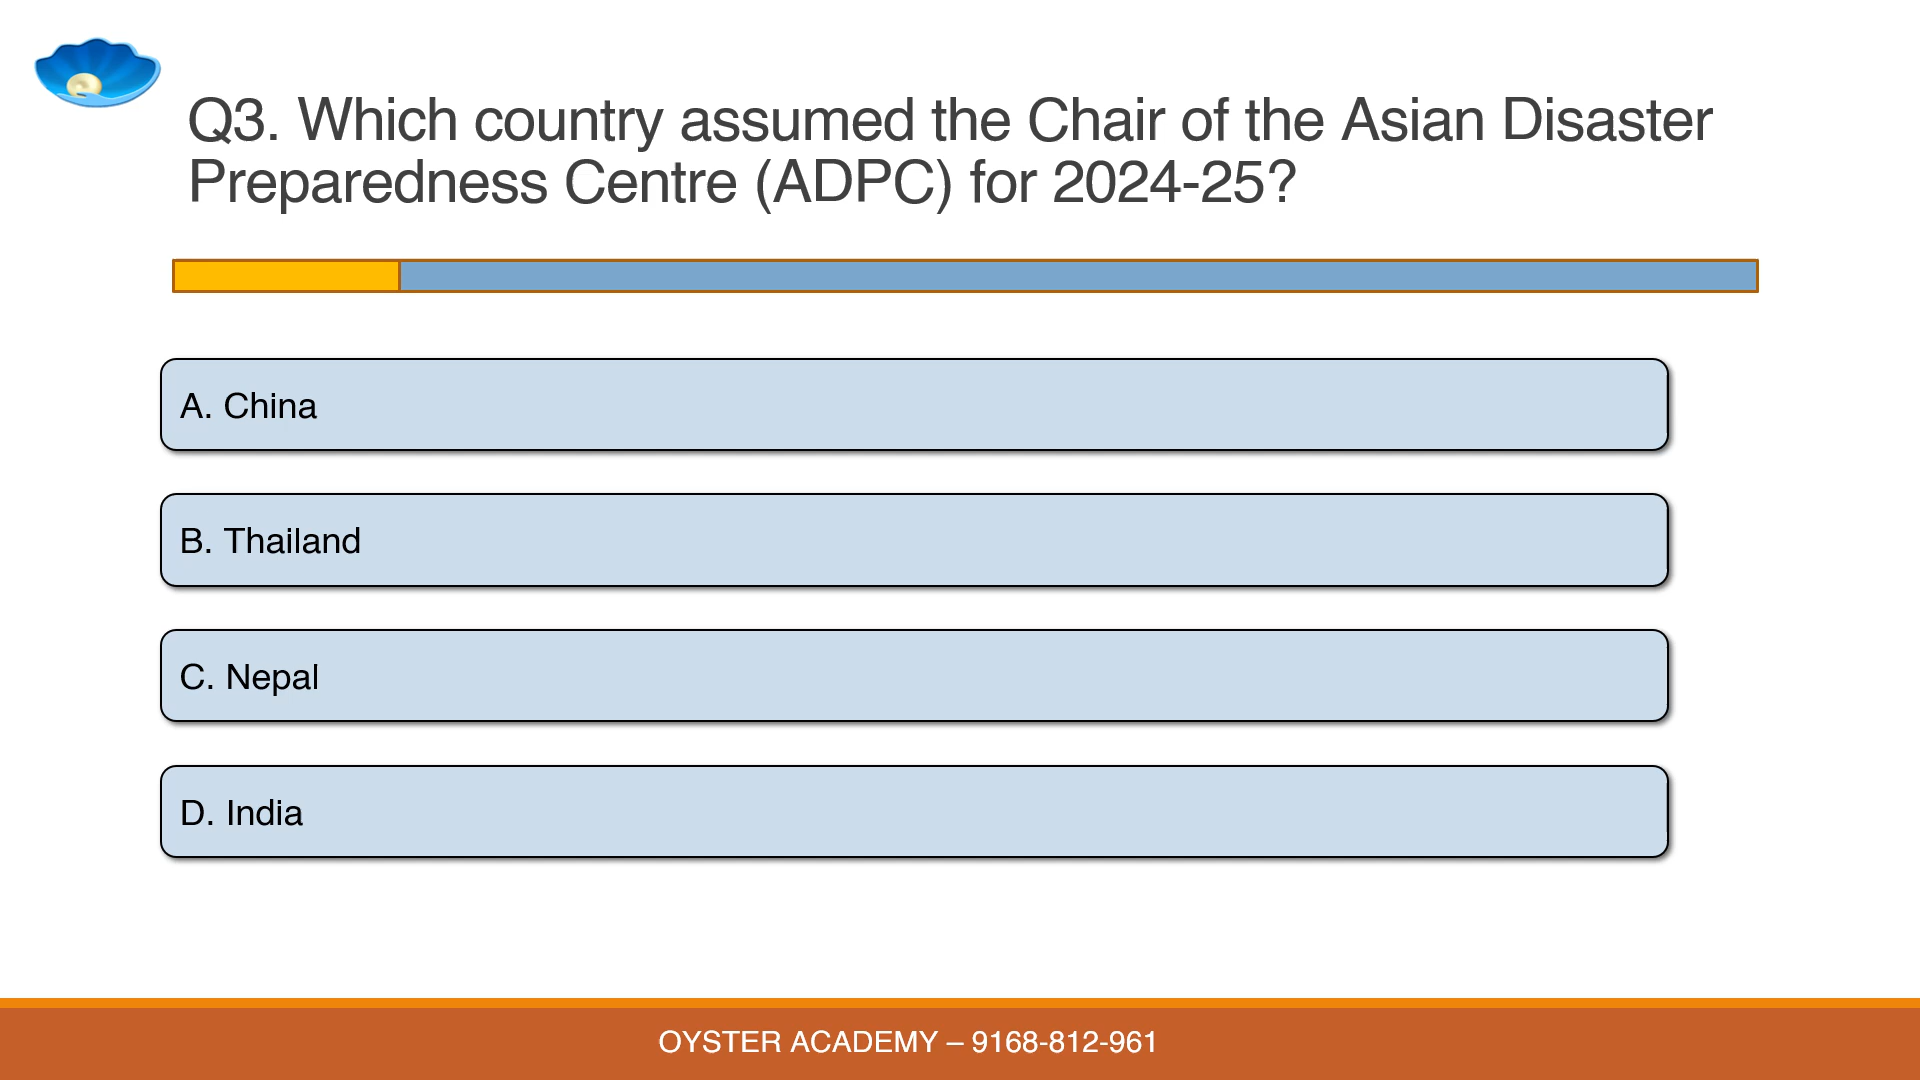 Q3. Which country assumed the Chair of the Asian Disaster
Preparedness Centre (ADPC) for 2024-25?
A. China
B. Thailand
C. Nepal
D. India
OYSTER ACADEMY – 9168-812-961